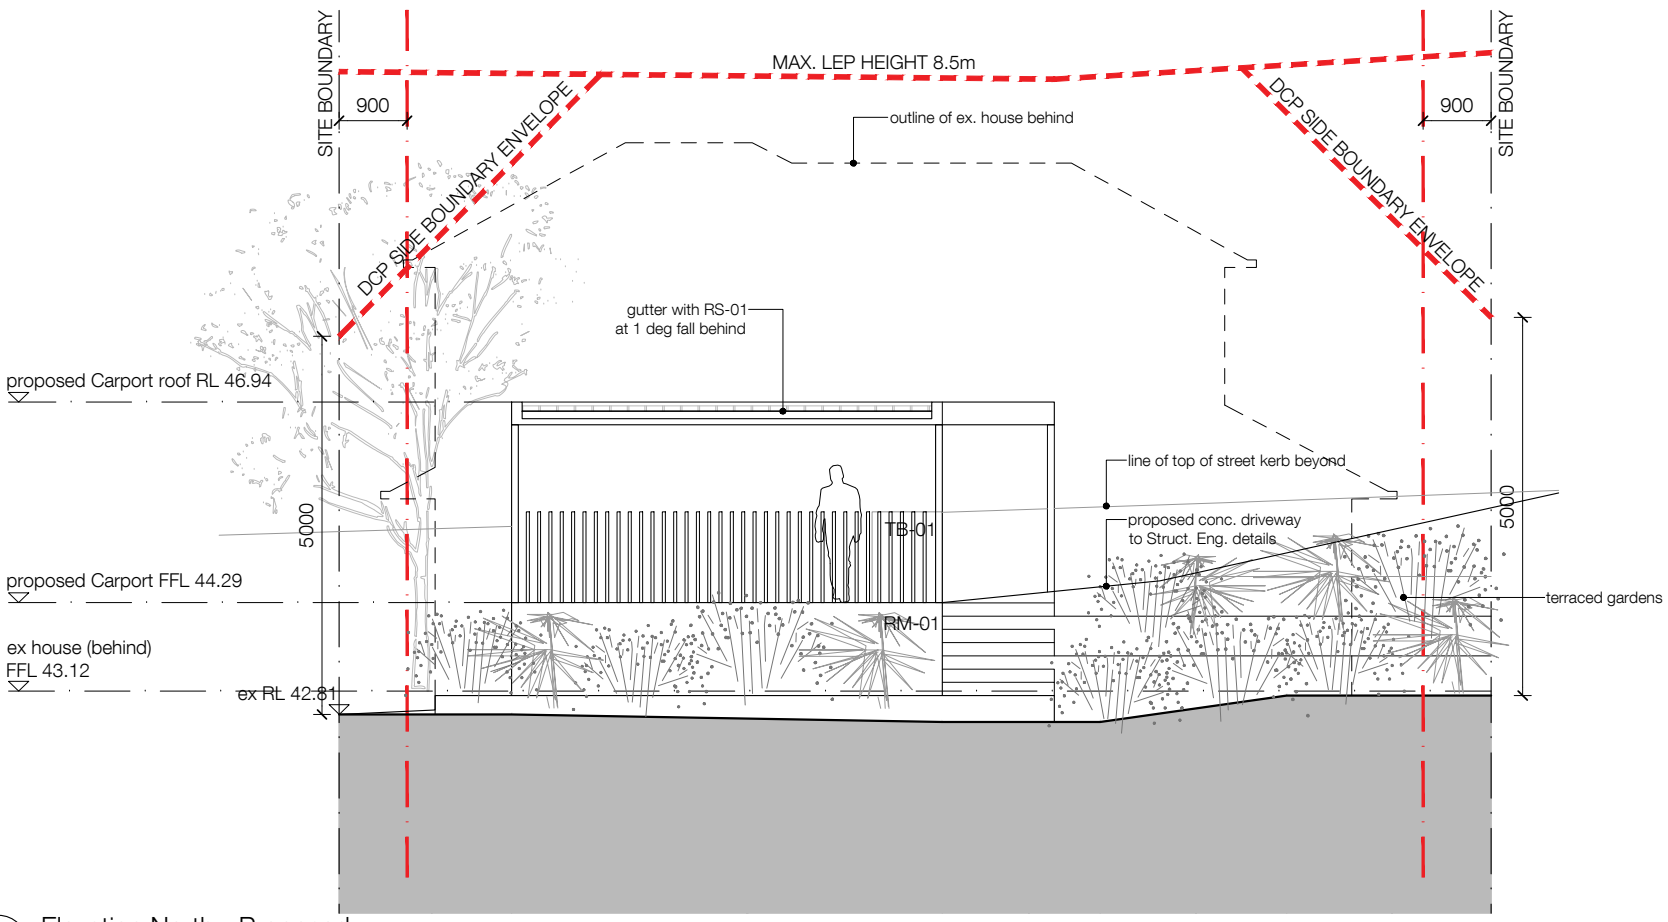 SITE BOUNDARY
SITE BOUNDARY
MAX. LEP HEIGHT 8.5m
900
900
DCP SIDE BOUNDARY ENVELOPE
DCP SIDE BOUNDARY ENVELOPE
outline of ex. house behind
gutter with RS-01
at 1 deg fall behind
proposed Carport roof RL 46.94
line of top of street kerb beyond
5000
5000
TB-01
proposed conc. driveway
to Struct. Eng. details
proposed Carport FFL 44.29
terraced gardens
RM-01
ex house (behind)
FFL 43.12
ex RL 42.81